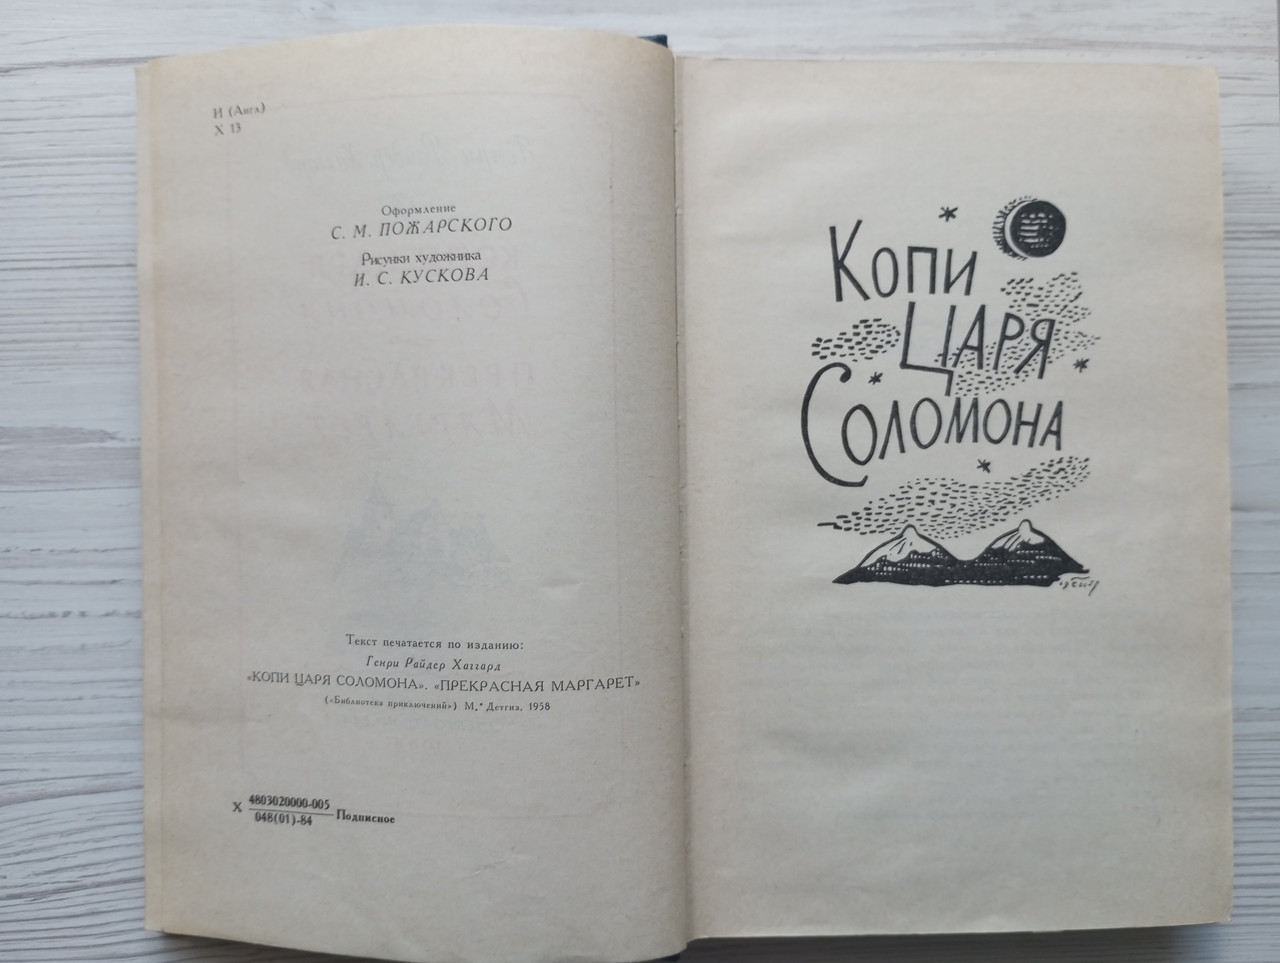 И (Англ)
Х 13
Оформление
С. М. ПОЖАРСКОГО
Рисунки художника
И. С. КУСКОВА
Текст печатается по изданию:
Генри Райдер Хаггард
«КОПИ ЦАРЯ СОЛОМОНА». «ПРЕКРАСНАЯ МАРГАРЕТ»
(«Библиотека приключений») М., Детгиз, 1958
Х 4803020000-005
048(01)-84 Подписное
КОПИ
ЦАРЯ
СОЛОМОНА